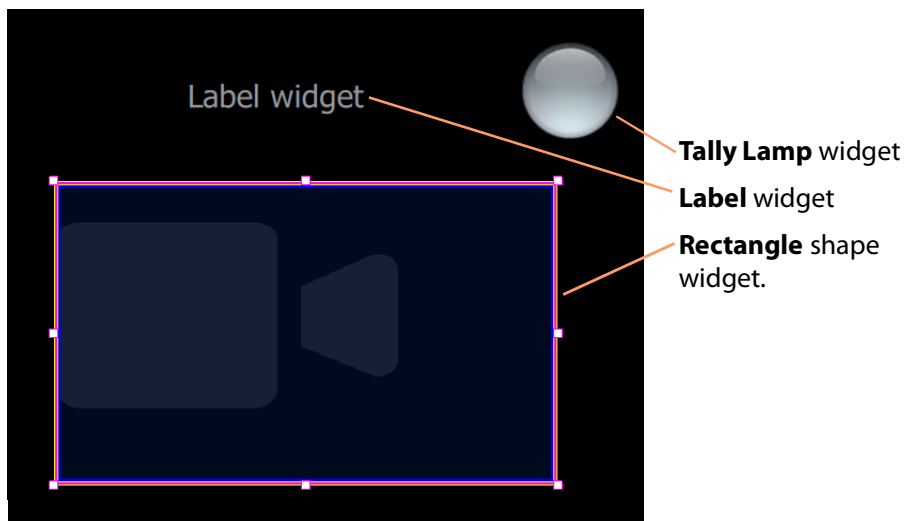 Label widget
Tally Lamp widget
Label widget
Rectangle shape
widget.